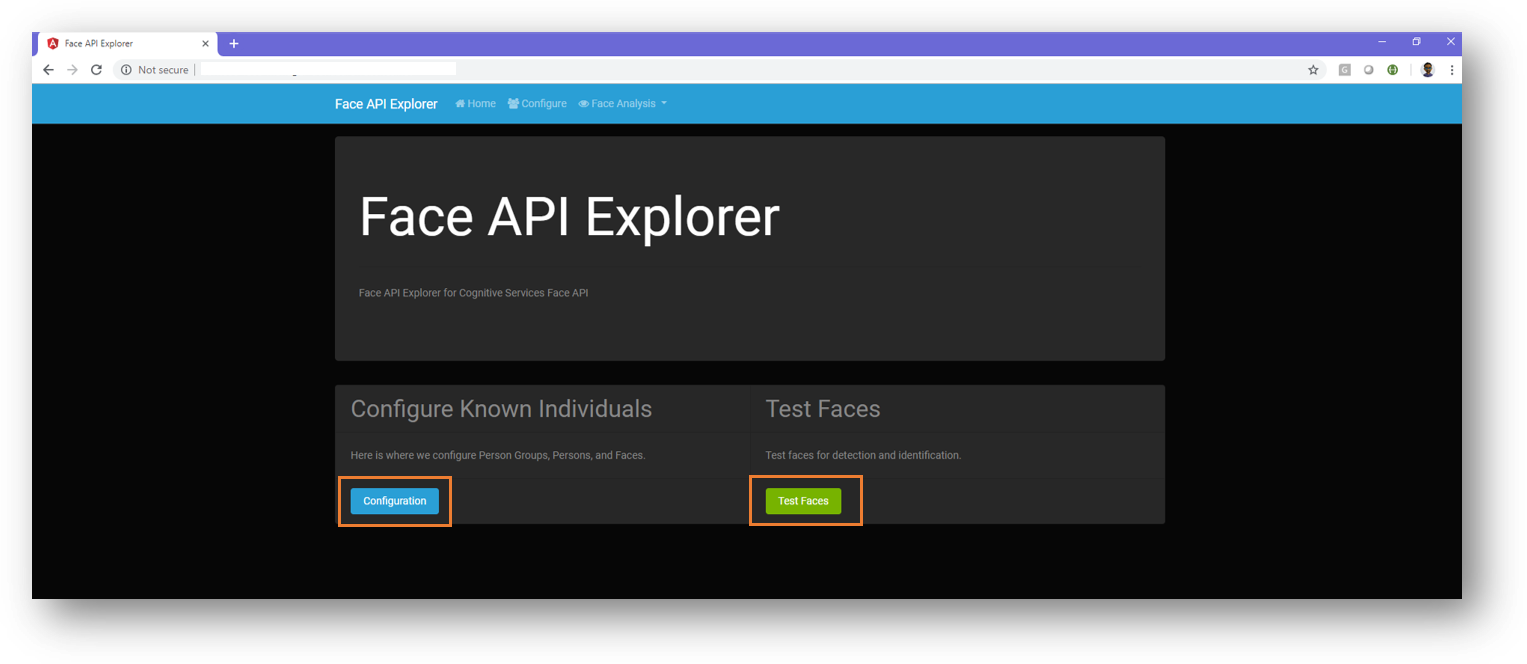 Face API Explorer
Not secure
Face API Explorer Home Configure Face Analysis
Face API Explorer
Face API Explorer for Cognitive Services Face API
Configure Known Individuals
Test Faces
Here is where we configure Person Groups, Persons, and Faces.
Test faces for detection and identification.
Configuration
Test Faces